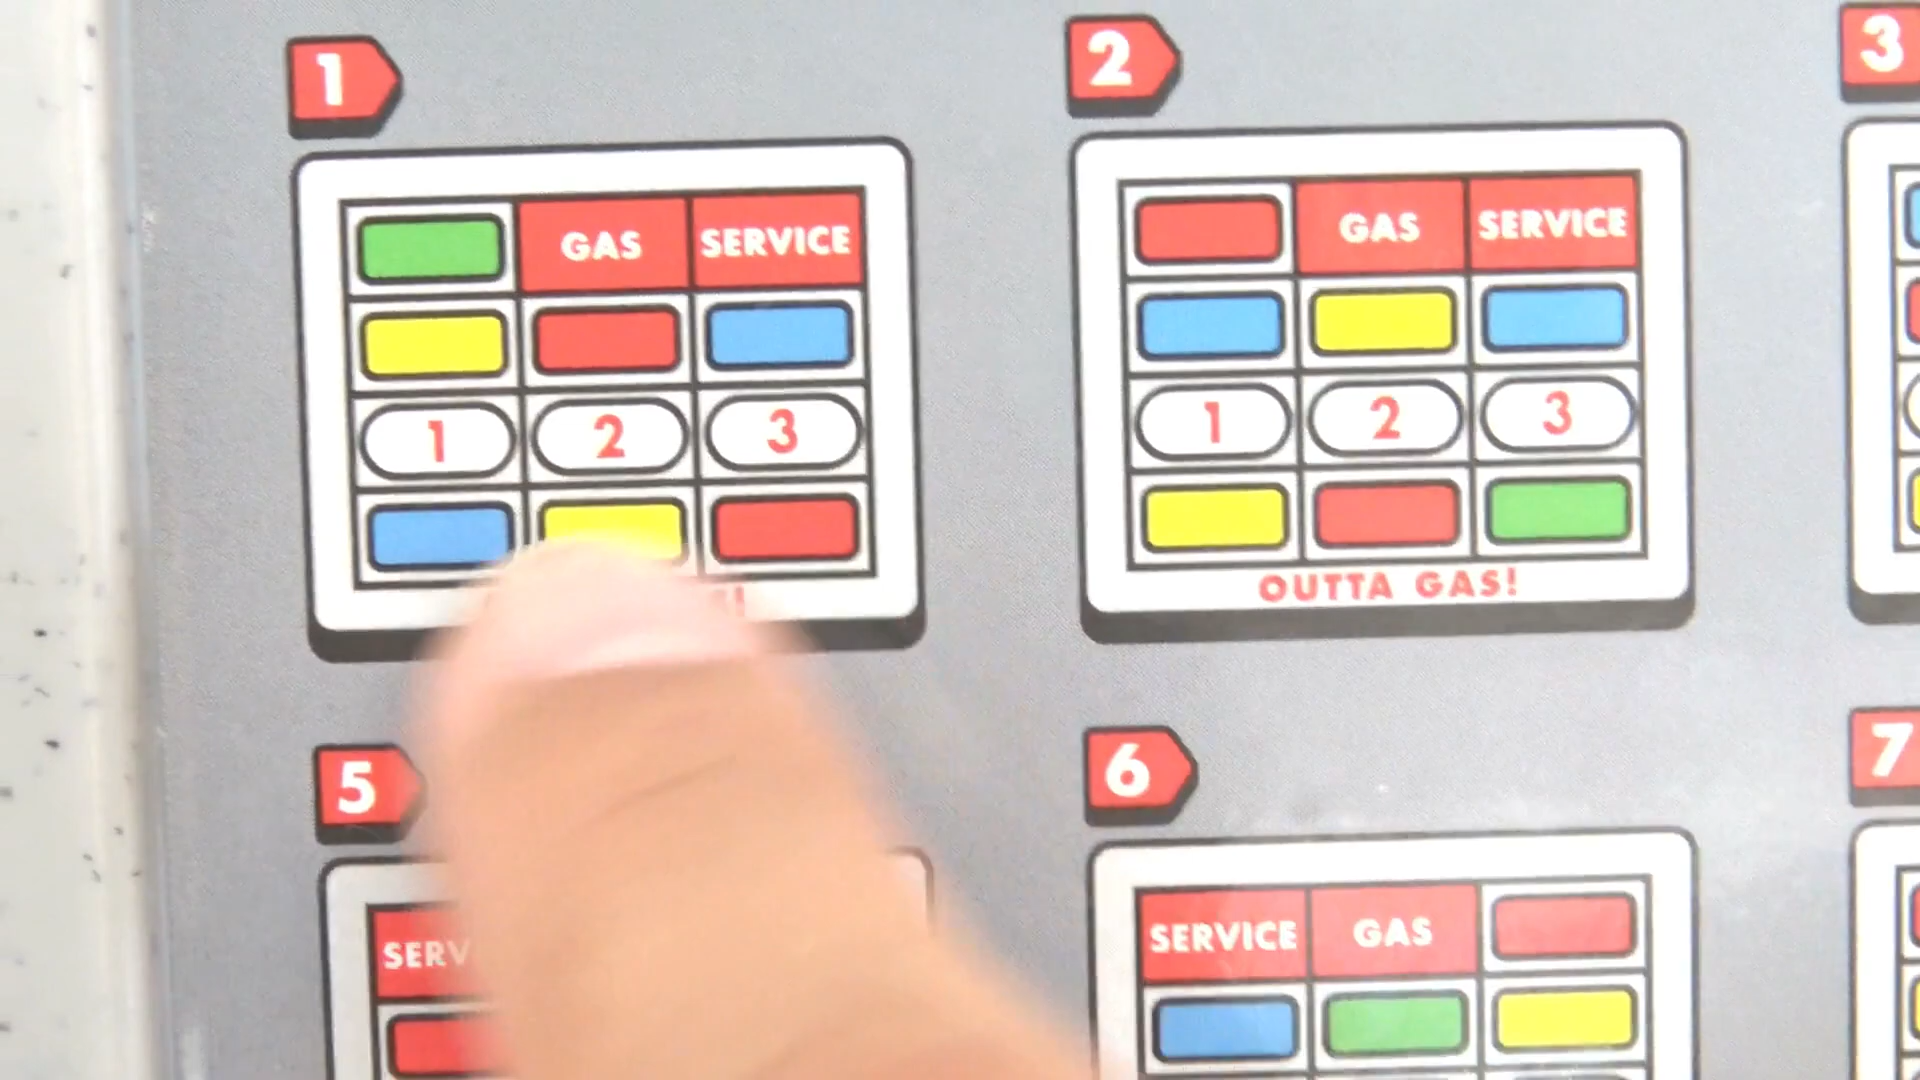 1
2
3
GAS SERVICE
GAS SERVICE
1 2 3
1 2 3
OUTTA GAS!
5
6
7
SERVICE GAS